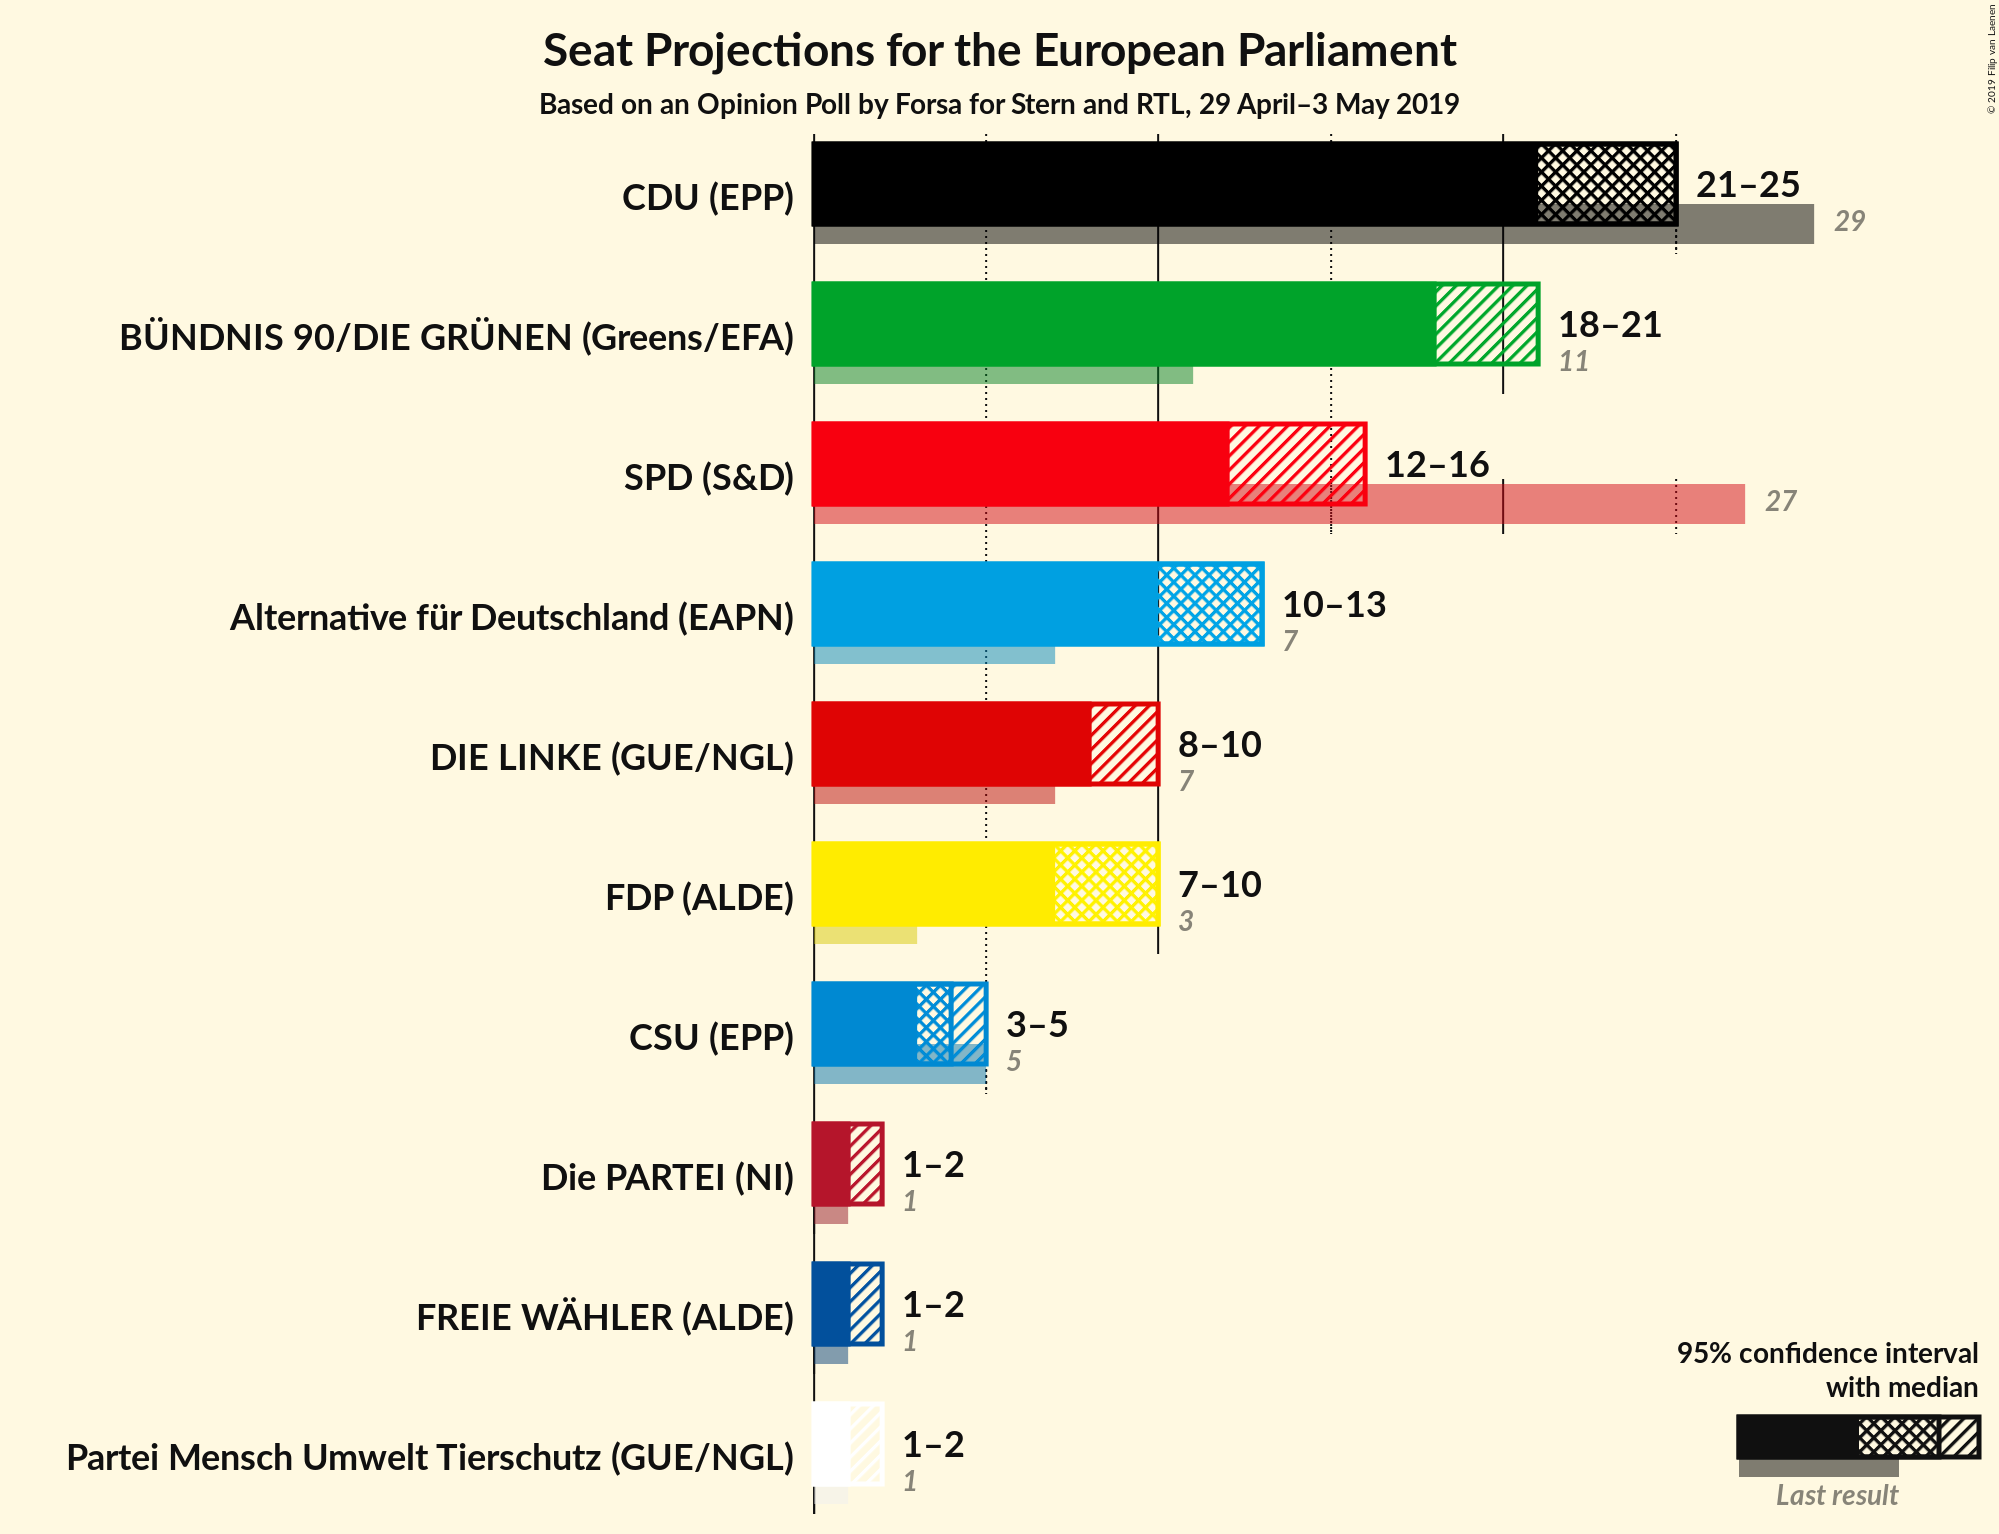 Seat Projections for the European Parliament
Based on an Opinion Poll by Forsa for Stern and RTL, 29 April–3 May 2019
© 2019 Filip van Laenen
CDU (EPP)
21–25
29
BÜNDNIS 90/DIE GRÜNEN (Greens/EFA)
18–21
11
SPD (S&D)
12–16
27
Alternative für Deutschland (EAPN)
10–13
7
DIE LINKE (GUE/NGL)
8–10
7
FDP (ALDE)
7–10
3
CSU (EPP)
3–5
5
Die PARTEI (NI)
1–2
1
FREIE WÄHLER (ALDE)
1–2
1
Partei Mensch Umwelt Tierschutz (GUE/NGL)
1–2
1
95% confidence interval
with median
Last result